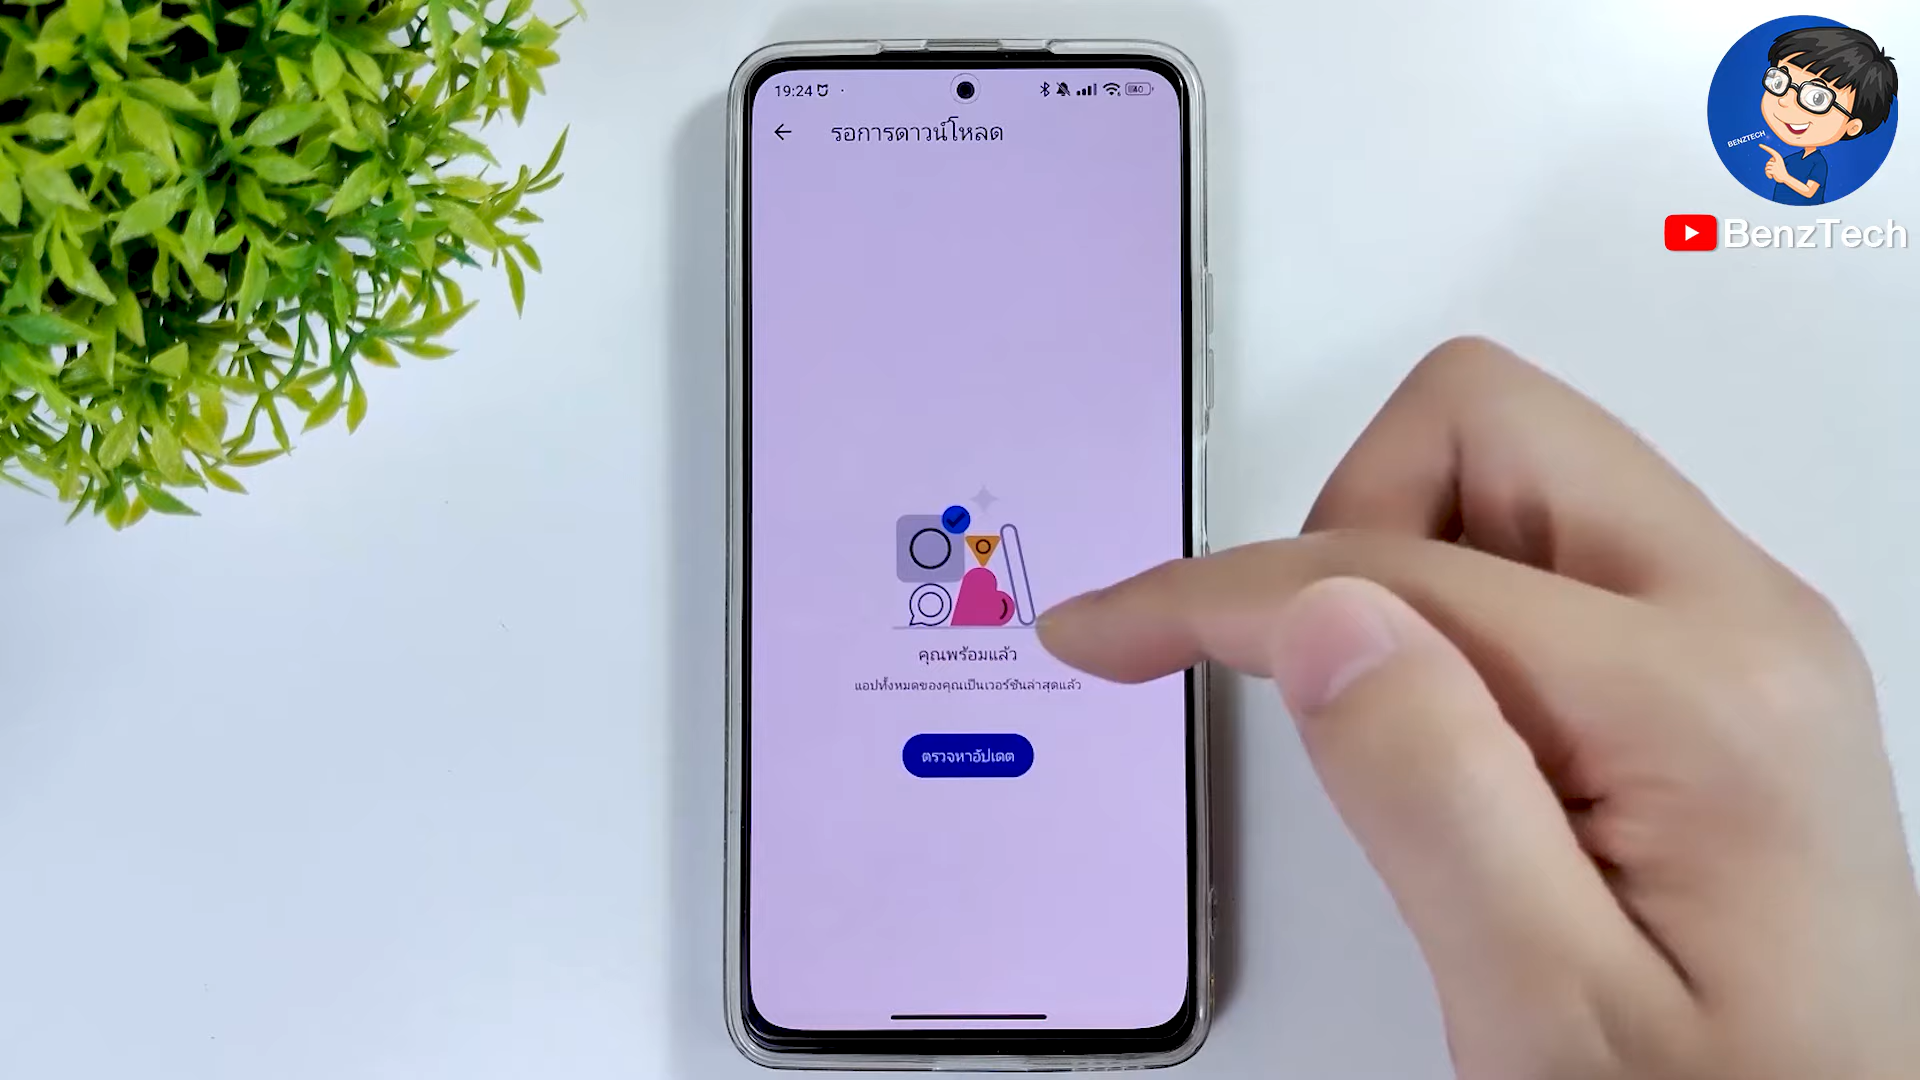 19:24
40
รอการดาวน์โหลด
คุณพร้อมแล้ว
แอปทั้งหมดของคุณเป็นเวอร์ชันล่าสุดแล้ว
ตรวจหาอัปเดต
BENZTECH
BenzTech